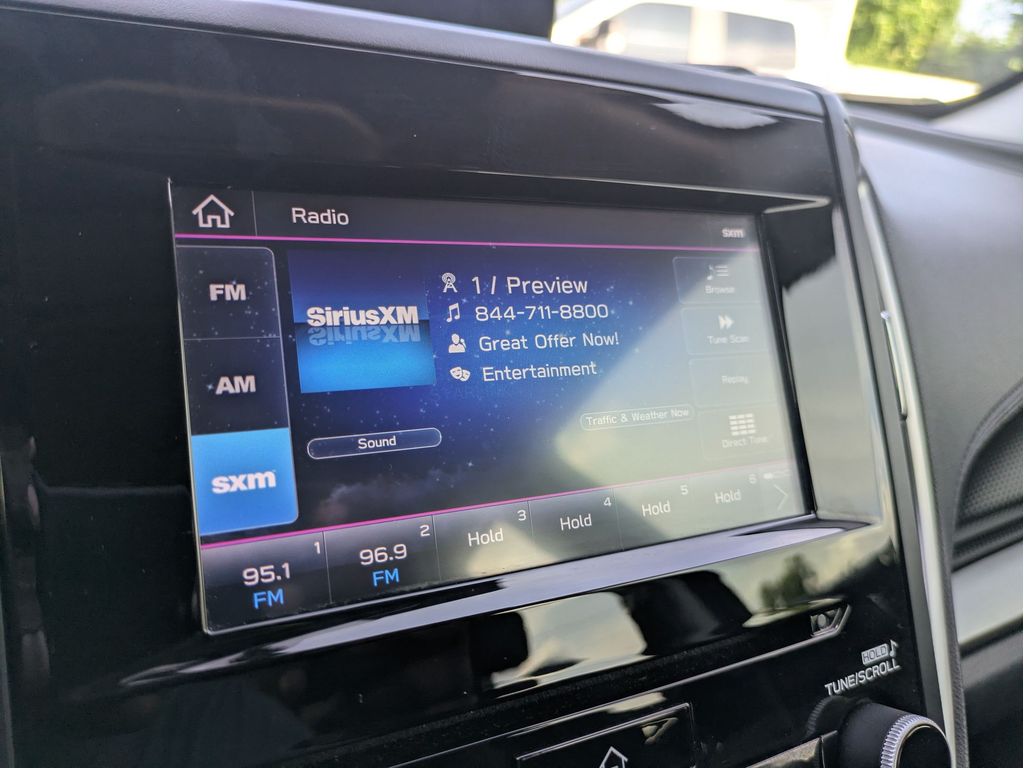 Radio
sxm
FM
AM
sxm
SiriusXM
1 / Preview
844-711-8800
Great Offer Now!
Entertainment
Browse
Tune Scan
Replay
Direct Tune
Sound
Traffic & Weather Now
1
95.1
FM
2
96.9
FM
3
Hold
4
Hold
5
Hold
6
Hold
HOLD
TUNE/SCROLL